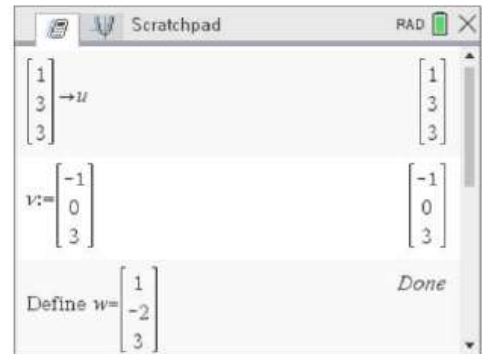 Scratchpad RAD
[1 3 3] →u [1 3 3]
v:= [-1 0 3] [-1 0 3]
Define w= [1 -2 3] Done